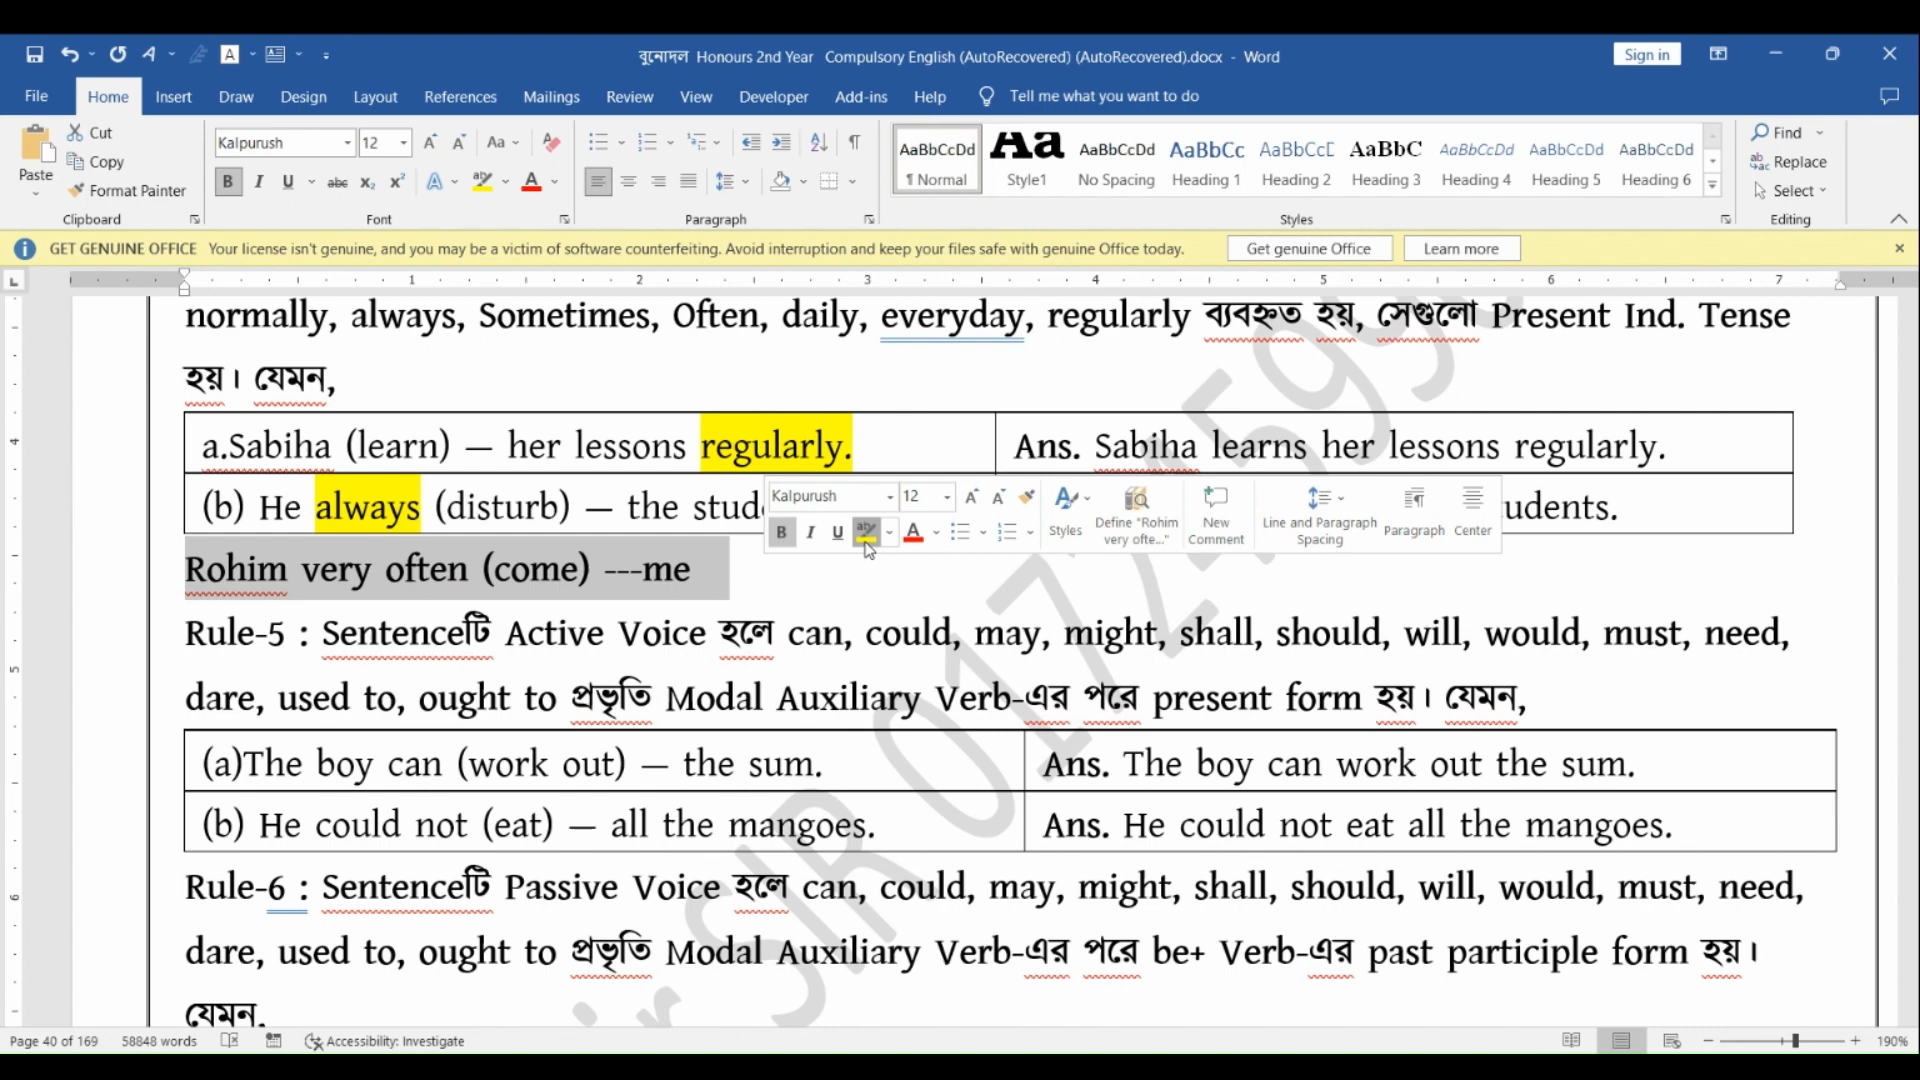 বুনোদল Honours 2nd Year Compulsory English (AutoRecovered) (AutoRecovered).docx - Word
Sign in
File Home Insert Draw Design Layout References Mailings Review View Developer Add-ins Help Tell me what you want to do
Paste
Cut
Copy
Format Painter
Clipboard
Kalpurush 12
Font
Paragraph
AaBbCcDd Aa AaBbCcDd AaBbCc AaBbCcD AaBbC AaBbCcDd AaBbCcDd AaBbCcDd
¶ Normal Style1 No Spacing Heading 1 Heading 2 Heading 3 Heading 4 Heading 5 Heading 6
Styles
Find
Replace
Select
Editing
GET GENUINE OFFICE Your license isn't genuine, and you may be a victim of software counterfeiting. Avoid interruption and keep your files safe with genuine Office today. Get genuine Office Learn more
1 2 3 4 5 6 7
normally, always, Sometimes, Often, daily, everyday, regularly ব্যবহৃত হয়, সেগুলো Present Ind. Tense
হয়। যেমন,
a.Sabiha (learn) — her lessons regularly. Ans. Sabiha learns her lessons regularly.
(b) He always (disturb) — the stud udents.
Kalpurush 12
Styles
Define "Rohim very ofte..."
New Comment
Line and Paragraph Spacing
Paragraph
Center
Rohim very often (come) ---me
Rule-5 : Sentenceটি Active Voice হলে can, could, may, might, shall, should, will, would, must, need,
dare, used to, ought to প্রভৃতি Modal Auxiliary Verb-এর পরে present form হয়। যেমন,
(a)The boy can (work out) — the sum. Ans. The boy can work out the sum.
(b) He could not (eat) — all the mangoes. Ans. He could not eat all the mangoes.
Rule-6 : Sentenceটি Passive Voice হলে can, could, may, might, shall, should, will, would, must, need,
dare, used to, ought to প্রভৃতি Modal Auxiliary Verb-এর পরে be+ Verb-এর past participle form হয়।
যেমন,
Page 40 of 169 58848 words Accessibility: Investigate 190%